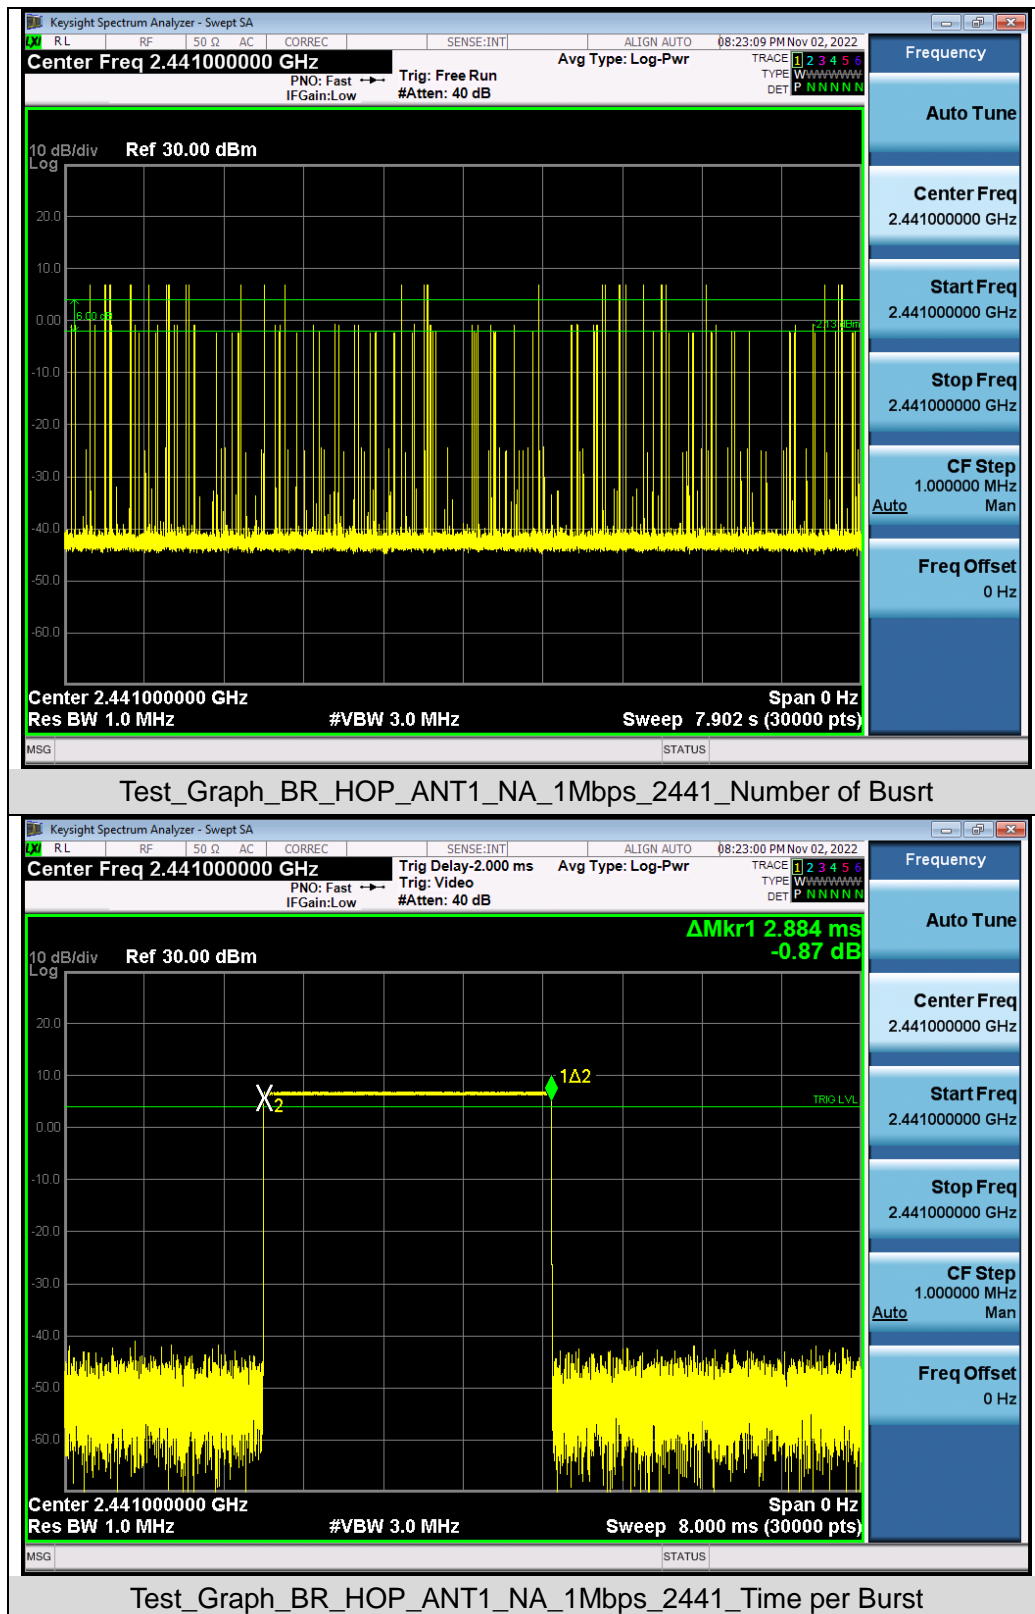 Keysight Spectrum Analyzer - Swept SA
LXI RL RF 50 Ω AC CORREC SENSE:INT ALIGN AUTO 08:23:09 PM Nov 02, 2022
Center Freq 2.441000000 GHz
PNO: Fast
IFGain:Low
Trig: Free Run
#Atten: 40 dB
Avg Type: Log-Pwr
TRACE 1 2 3 4 5 6
TYPE WWWWWW
DET P N N N N N
10 dB/div Ref 30.00 dBm
Log
20.0
10.0
0.00
6.00 dB
-2.13 dBm
-10.0
-20.0
-30.0
-40.0
-50.0
-60.0
Center 2.441000000 GHz Span 0 Hz
Res BW 1.0 MHz #VBW 3.0 MHz Sweep 7.902 s (30000 pts)
MSG STATUS
Frequency
Auto Tune
Center Freq
2.441000000 GHz
Start Freq
2.441000000 GHz
Stop Freq
2.441000000 GHz
CF Step
1.000000 MHz
Auto Man
Freq Offset
0 Hz
Test_Graph_BR_HOP_ANT1_NA_1Mbps_2441_Number of Busrt
Keysight Spectrum Analyzer - Swept SA
LXI RL RF 50 Ω AC CORREC SENSE:INT ALIGN AUTO 08:23:00 PM Nov 02, 2022
Center Freq 2.441000000 GHz
PNO: Fast
IFGain:Low
Trig Delay-2.000 ms
Trig: Video
#Atten: 40 dB
Avg Type: Log-Pwr
TRACE 1 2 3 4 5 6
TYPE WWWWWW
DET P N N N N N
ΔMkr1 2.884 ms
-0.87 dB
10 dB/div Ref 30.00 dBm
Log
20.0
10.0
1Δ2
X2
TRIG LVL
0.00
-10.0
-20.0
-30.0
-40.0
-50.0
-60.0
Center 2.441000000 GHz Span 0 Hz
Res BW 1.0 MHz #VBW 3.0 MHz Sweep 8.000 ms (30000 pts)
MSG STATUS
Frequency
Auto Tune
Center Freq
2.441000000 GHz
Start Freq
2.441000000 GHz
Stop Freq
2.441000000 GHz
CF Step
1.000000 MHz
Auto Man
Freq Offset
0 Hz
Test_Graph_BR_HOP_ANT1_NA_1Mbps_2441_Time per Burst